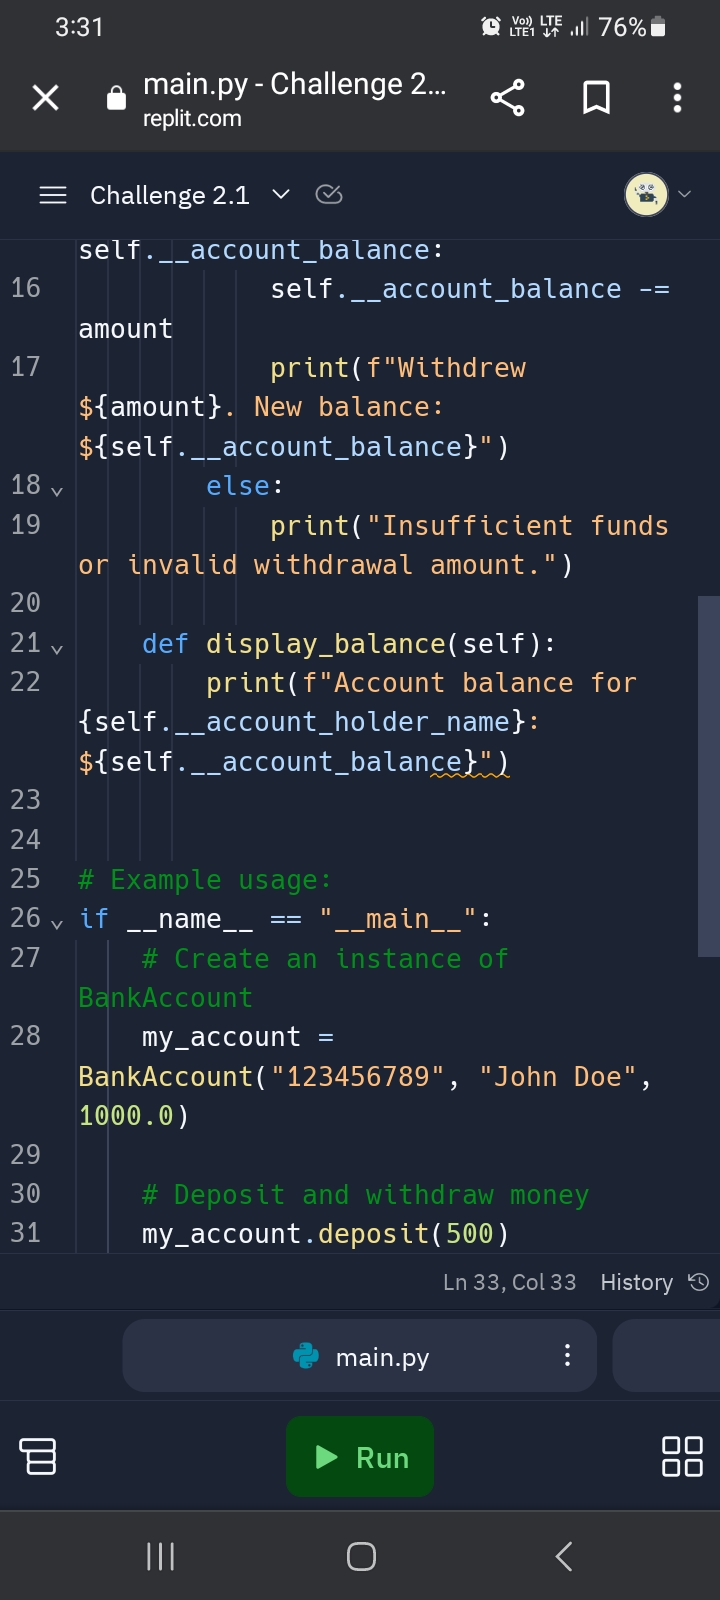 3:31 Vo)) LTE1 LTE 76%
main.py - Challenge 2...
replit.com
Challenge 2.1
self.__account_balance:
16 self.__account_balance -=
amount
17 print(f"Withdrew
${amount}. New balance:
${self.__account_balance}")
18 else:
19 print("Insufficient funds
or invalid withdrawal amount.")
20
21 def display_balance(self):
22 print(f"Account balance for
{self.__account_holder_name}:
${self.__account_balance}")
23
24
25 # Example usage:
26 if __name__ == "__main__":
27 # Create an instance of
BankAccount
28 my_account =
BankAccount("123456789", "John Doe",
1000.0)
29
30 # Deposit and withdraw money
31 my_account.deposit(500)
Ln 33, Col 33 History
main.py
Run